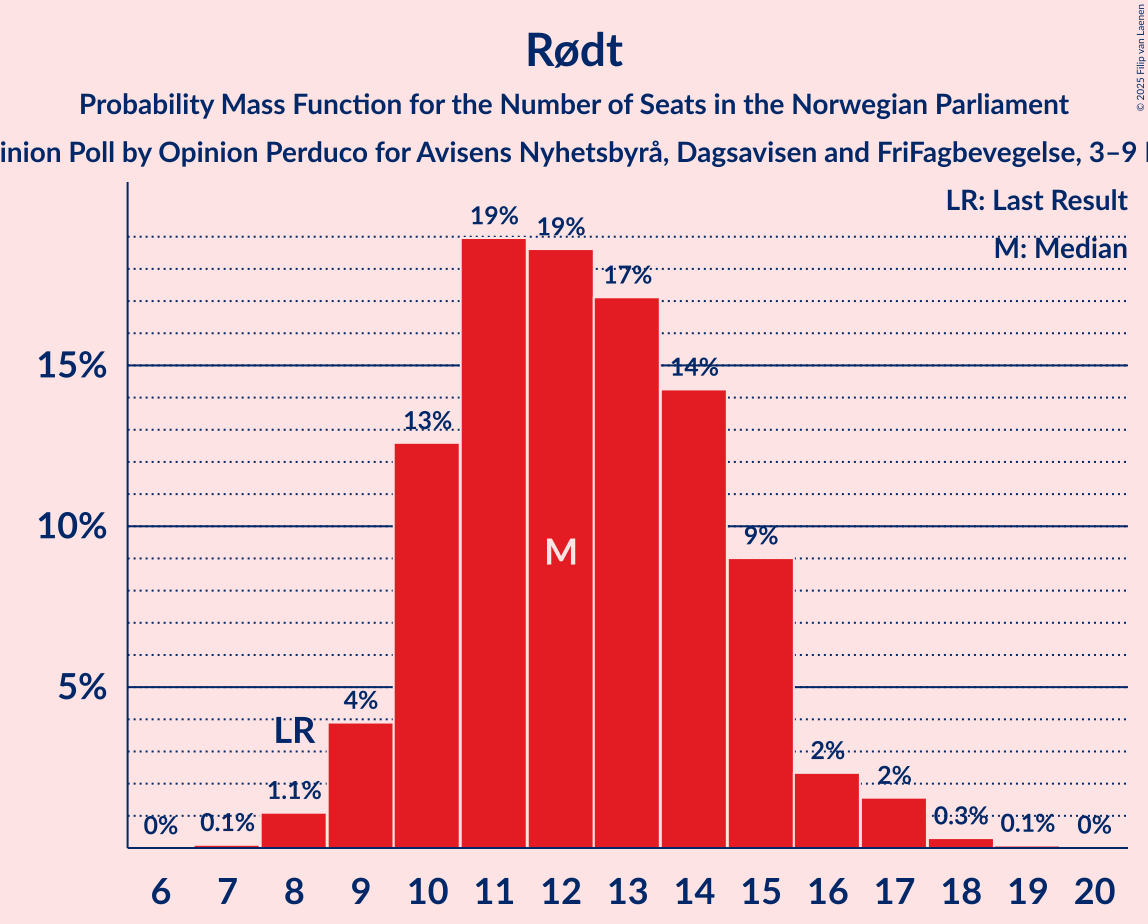 Rødt
Probability Mass Function for the Number of Seats in the Norwegian Parliament
Poll by Opinion Perduco for Avisens Nyhetsbyrå, Dagsavisen and FriFagbevegelse, 3–9
© 2025 Filip van Laenen
LR: Last Result
M: Median
19%
19%
17%
15%
14%
13%
10%
9%
M
5%
4%
LR
2%
2%
1.1%
0%
0.1%
0.3%
0.1%
0%
6 7 8 9 10 11 12 13 14 15 16 17 18 19 20